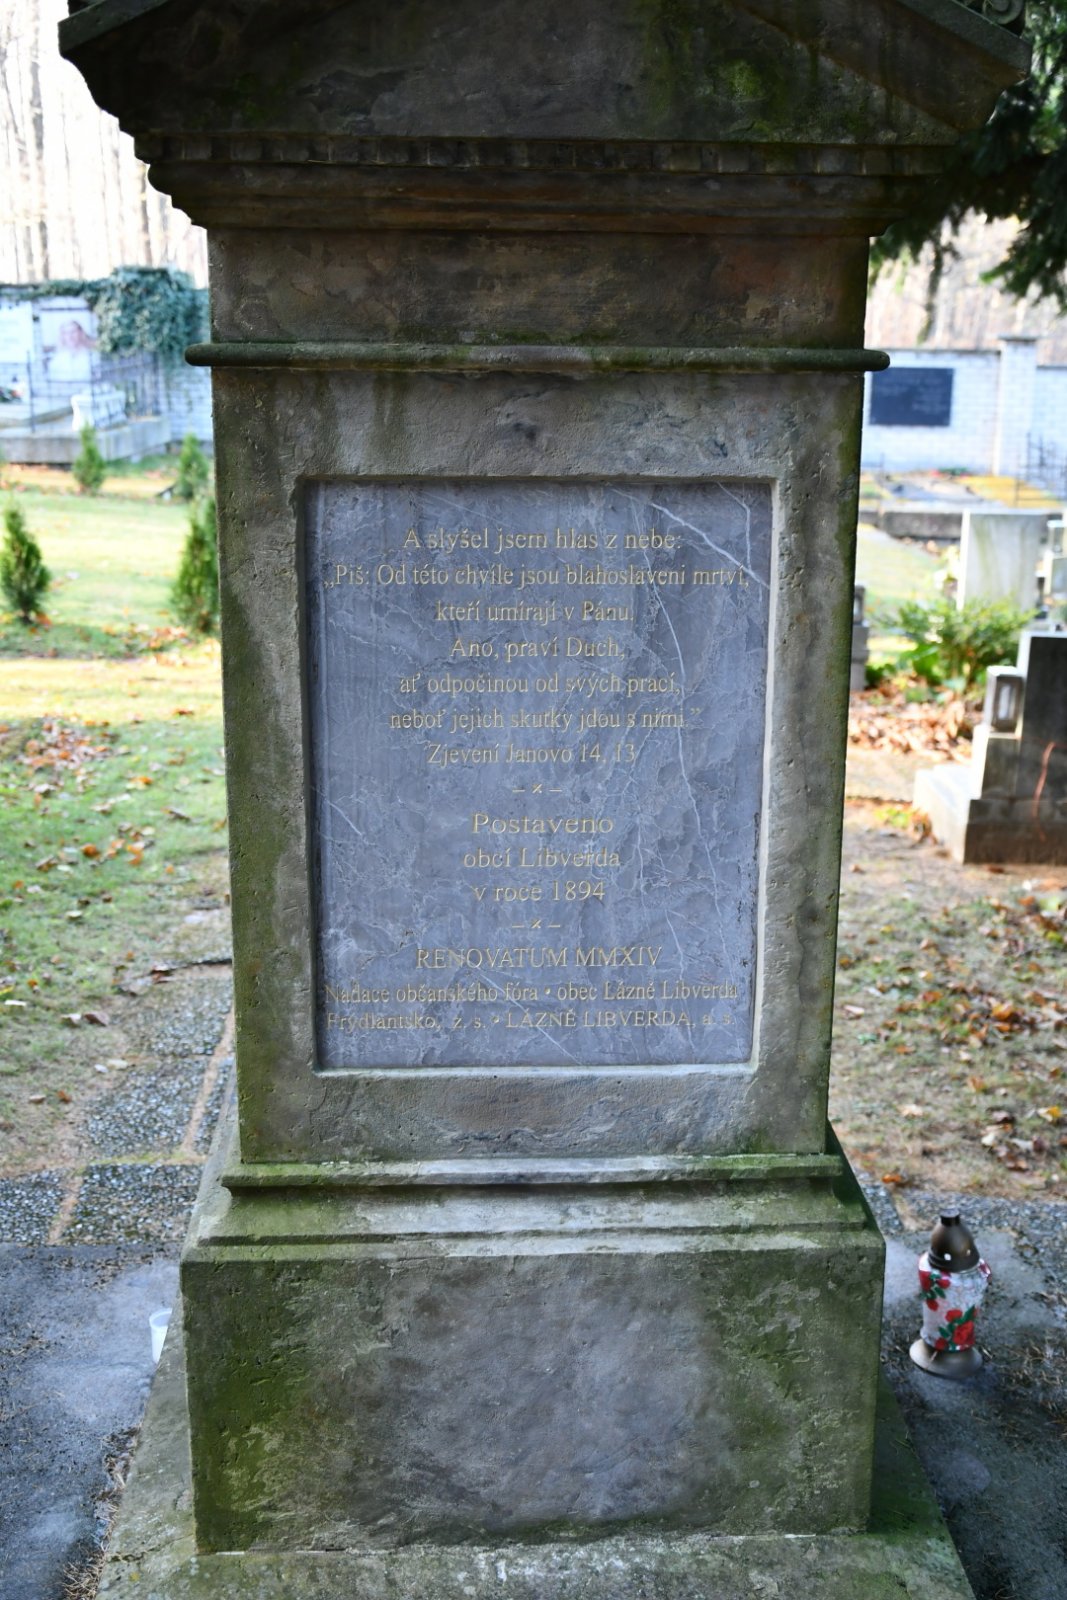 A slyšel jsem hlas z nebe:
„Piš: Od této chvíle jsou blahoslaveni mrtví,
kteří umírají v Pánu.
Ano, praví Duch,
ať odpočinou od svých prací,
neboť jejich skutky jdou s nimi.”
Zjevení Janovo 14, 13
Postaveno
obcí Libverda
v roce 1894
RENOVATUM MMXIV
Nadace občanského fóra • obec Lázně Libverda
Frýdlantsko, z. s. • LÁZNĚ LIBVERDA, a. s.